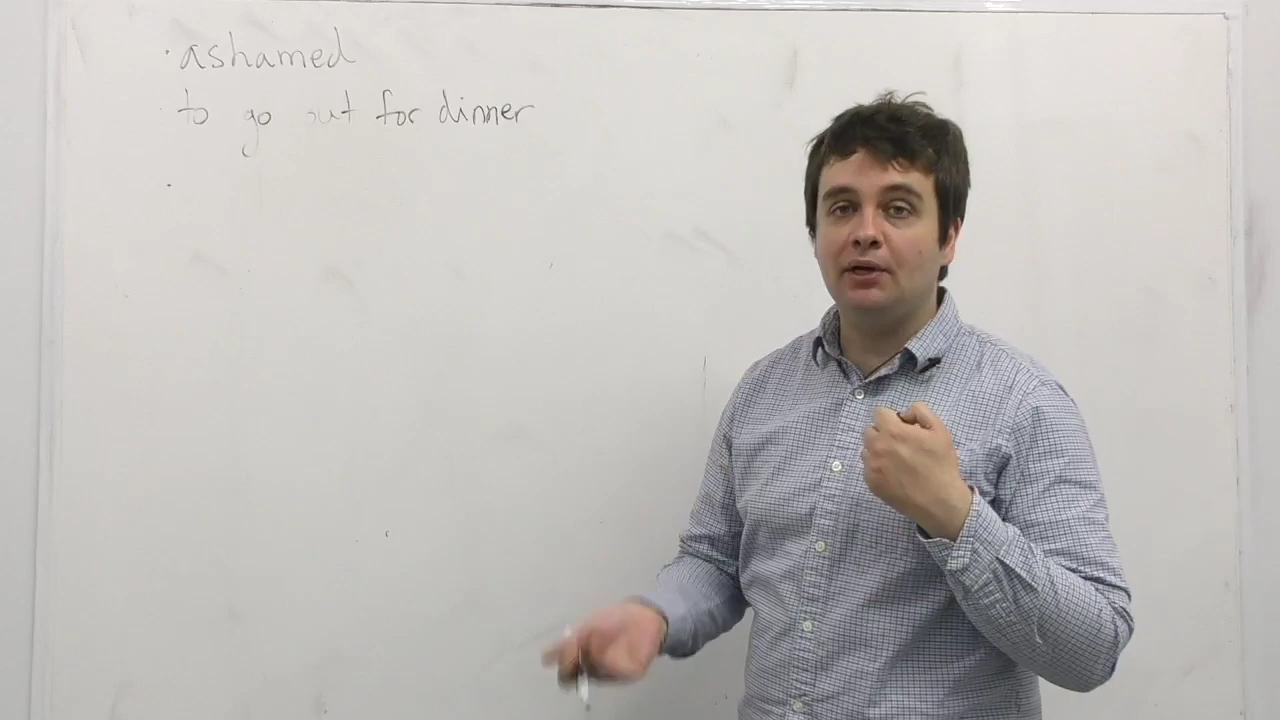 · ashamed
to go out for dinner
·